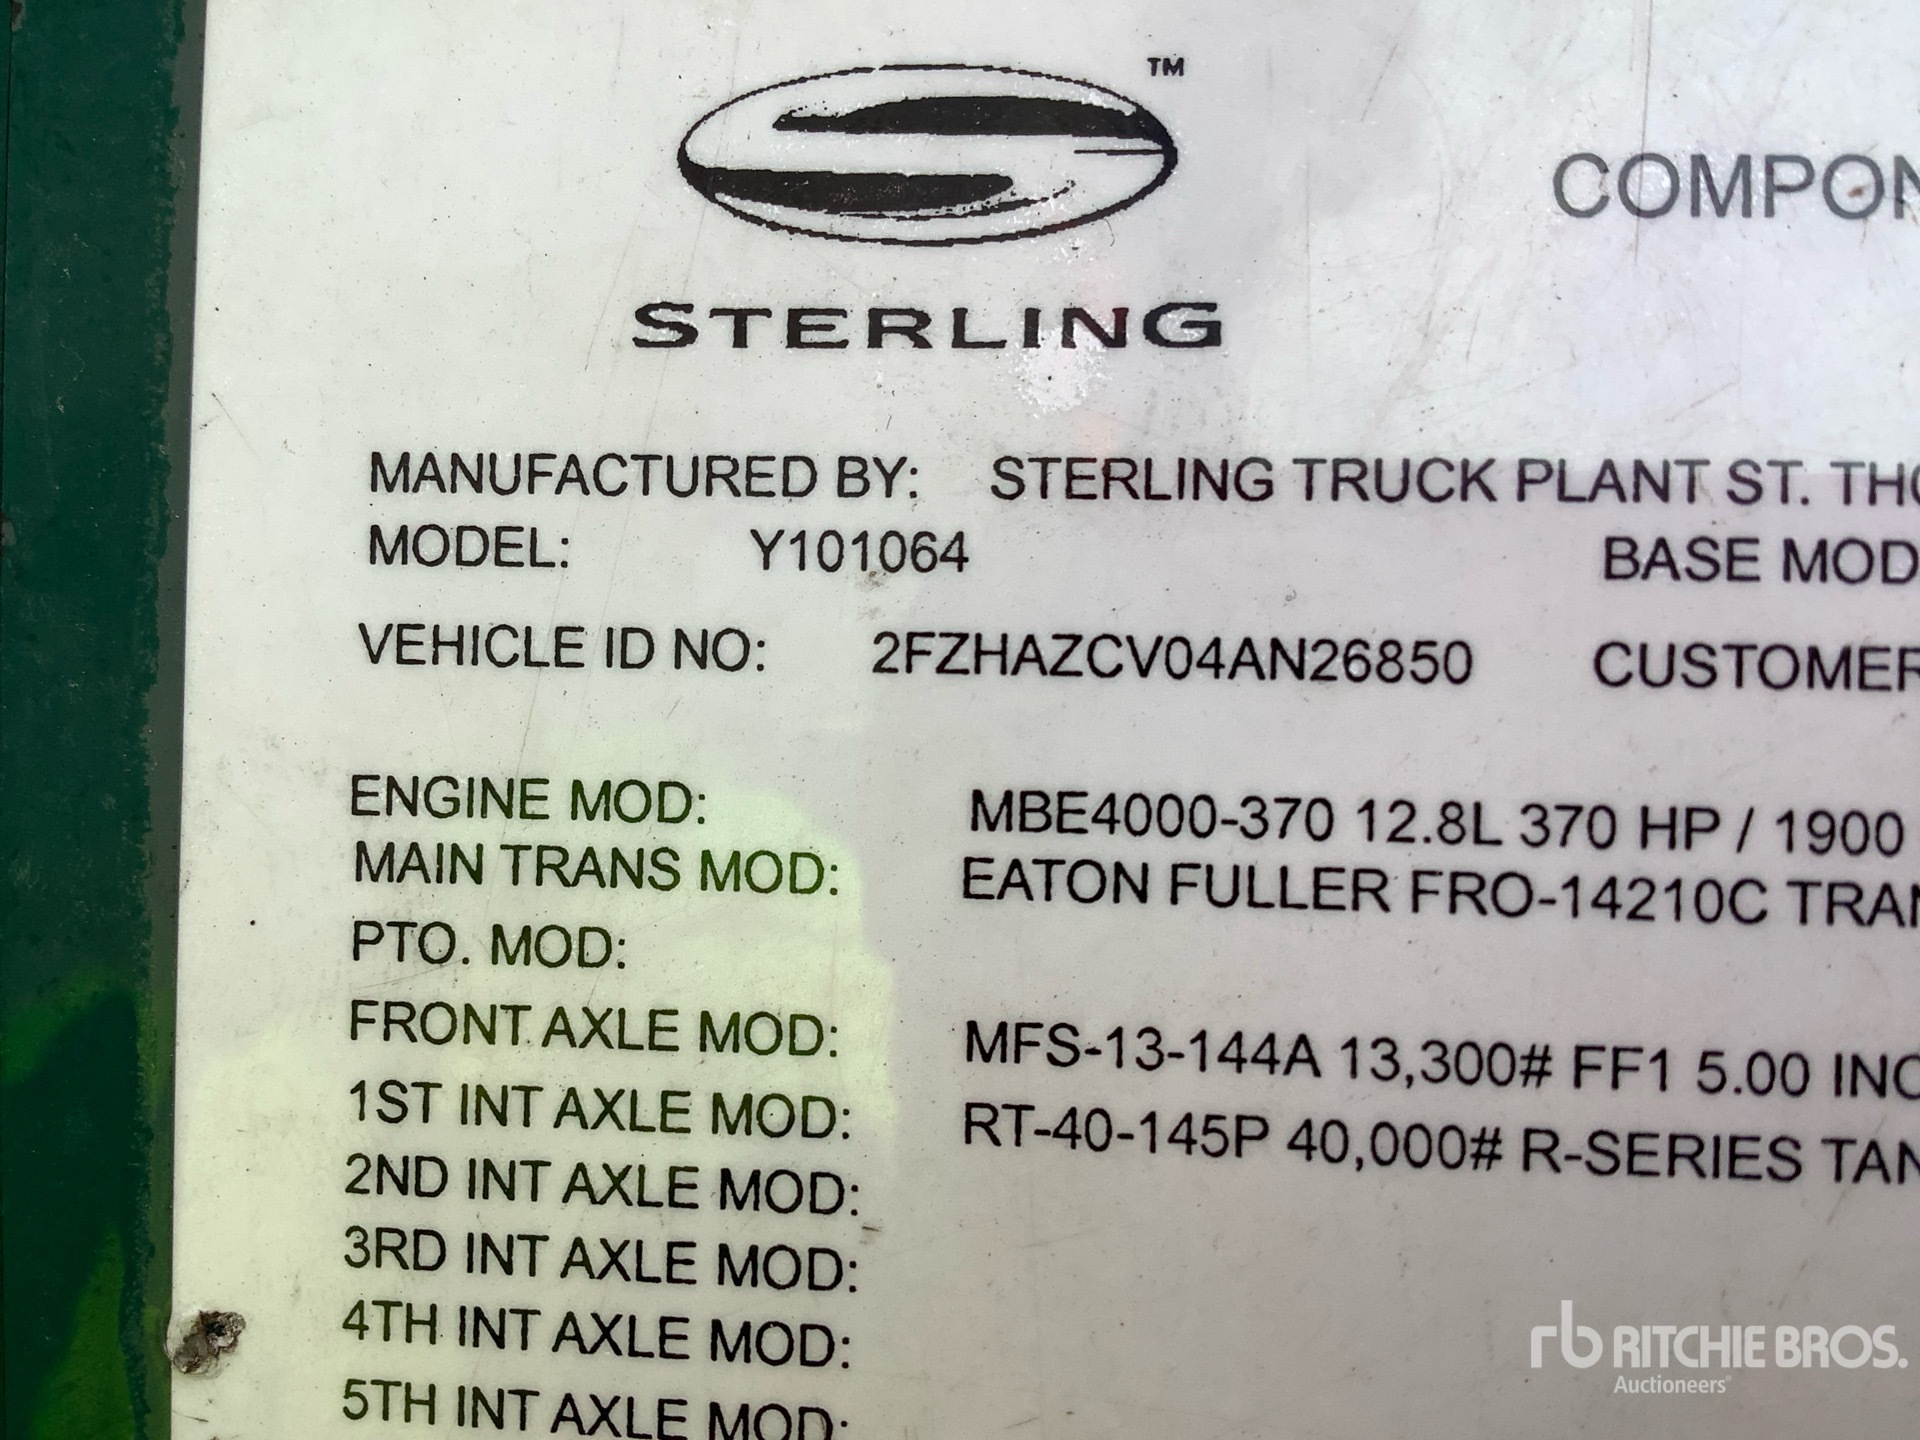 TM
STERLING
COMPON
MANUFACTURED BY: STERLING TRUCK PLANT ST. THO
MODEL: Y101064 BASE MOD
VEHICLE ID NO: 2FZHAZCV04AN26850 CUSTOMER
ENGINE MOD: MBE4000-370 12.8L 370 HP / 1900
MAIN TRANS MOD: EATON FULLER FRO-14210C TRAN
PTO. MOD:
FRONT AXLE MOD: MFS-13-144A 13,300# FF1 5.00 INC
1ST INT AXLE MOD: RT-40-145P 40,000# R-SERIES TAN
2ND INT AXLE MOD:
3RD INT AXLE MOD:
4TH INT AXLE MOD:
5TH INT AXLE MOD:
rb RITCHIE BROS.
Auctioneers